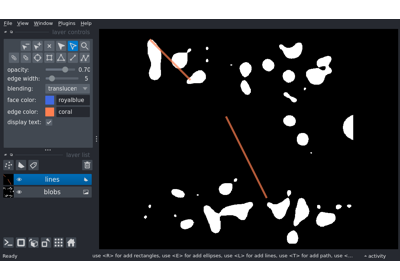 File View Window Plugins Help
layer controls
opacity: 0.70
edge width: 5
blending: translucen
face color: royalblue
edge color: coral
display text:
layer list
lines
blobs
Ready use <R> for add rectangles, use <E> for add ellipses, use <L> for add lines, use <T> for add path, use <... activity